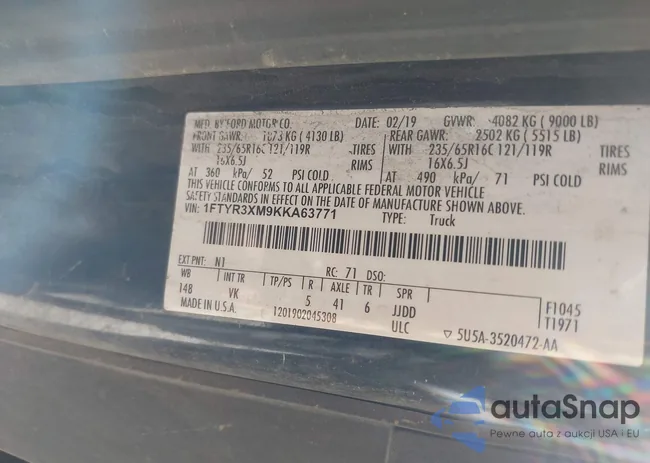 MFD. BY FORD MOTOR CO. DATE: 02/19 GVWR: 4082 KG ( 9000 LB)
FRONT GAWR: 1873 KG ( 4130 LB) REAR GAWR: 2502 KG ( 5515 LB)
WITH 235/65R16C 121/119R TIRES WITH 235/65R16C 121/119R TIRES
16X6.5J RIMS 16X6.5J RIMS
AT 360 kPa/ 52 PSI COLD AT 490 kPa/ 71 PSI COLD
THIS VEHICLE CONFORMS TO ALL APPLICABLE FEDERAL MOTOR VEHICLE
SAFETY STANDARDS IN EFFECT ON THE DATE OF MANUFACTURE SHOWN ABOVE.
VIN: 1FTYR3XM9KKA63771 TYPE: Truck
EXT PNT: N1 RC: 71 DSO:
WB INT TR TP/PS R AXLE TR SPR F1045
148 VK 5 41 6 JJDD T1971
MADE IN U.S.A. 1201902045308 ULC ▽ 5U5A-3520472-AA
autaSnap
Pewne auta z aukcji USA i EU